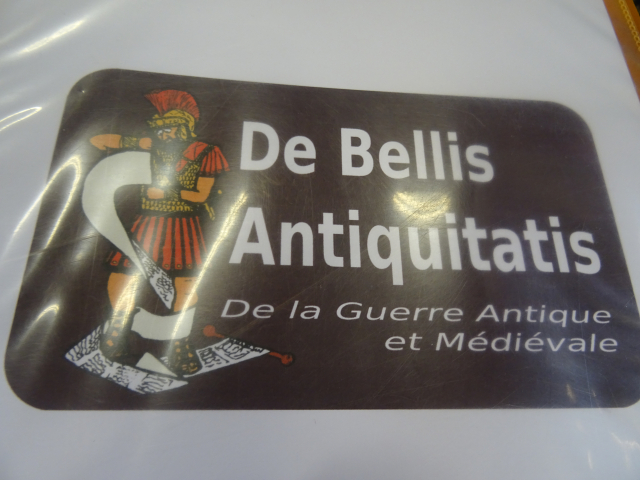 De Bellis
Antiquitatis
De la Guerre Antique
et Médiévale